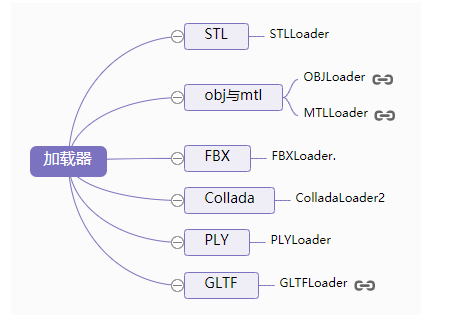 加载器
STL
STLLoader
obj与mtl
OBJLoader
MTLLoader
FBX
FBXLoader.
Collada
ColladaLoader2
PLY
PLYLoader
GLTF
GLTFLoader